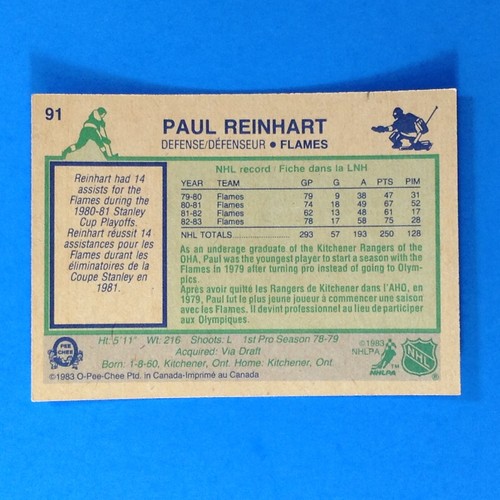 91
PAUL REINHART
DEFENSE/DÉFENSEUR • FLAMES
Reinhart had 14
assists for the
Flames during the
1980-81 Stanley
Cup Playoffs.
Reinhart réussit 14
assistances pour les
Flames durant les
éliminatoires de la
Coupe Stanley en
1981.
NHL record / Fiche dans la LNH
YEAR TEAM GP G A PTS PIM
79-80 Flames 79 9 38 47 31
80-81 Flames 74 18 49 67 52
81-82 Flames 62 13 48 61 17
82-83 Flames 78 17 58 75 28
NHL TOTALS 293 57 193 250 128
As an under graduate of the Kitchener Rangers of the
OHA, Paul was the youngest player to start a season with the
Flames in 1979 after turning pro instead of going to Olym-
pics.
Après avoir quitté les Rangers de Kitchener dans l'AHO, en
1979, Paul fut le plus jeune joueur à commencer une saison
avec les Flames. Il devint professionel au lieu de participer
aux Olympiques.
Ht: 5'11" Wt: 216 Shoots: L 1st Pro Season 78-79
Acquired: Via Draft
Born: 1-8-60, Kitchener, Ont. Home: Kitchener, Ont.
O PEE CHEE
©1983 O-Pee-Chee Ptd. in Canada-Imprimé au Canada
©1983
NHLPA
NHLPA ™
NHL ®